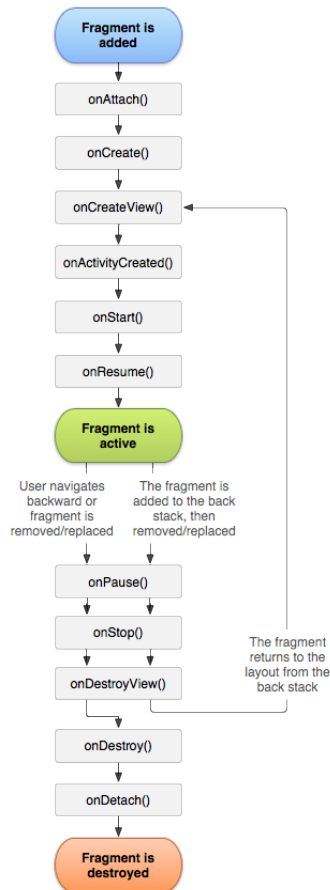 Fragment is
added
onAttach()
onCreate()
onCreateView()
onActivityCreated()
onStart()
onResume()
Fragment is
active
User navigates
backward or
fragment is
removed/replaced
The fragment is
added to the back
stack, then
removed/replaced
onPause()
onStop()
onDestroyView()
The fragment
returns to the
layout from the
back stack
onDestroy()
onDetach()
Fragment is
destroyed